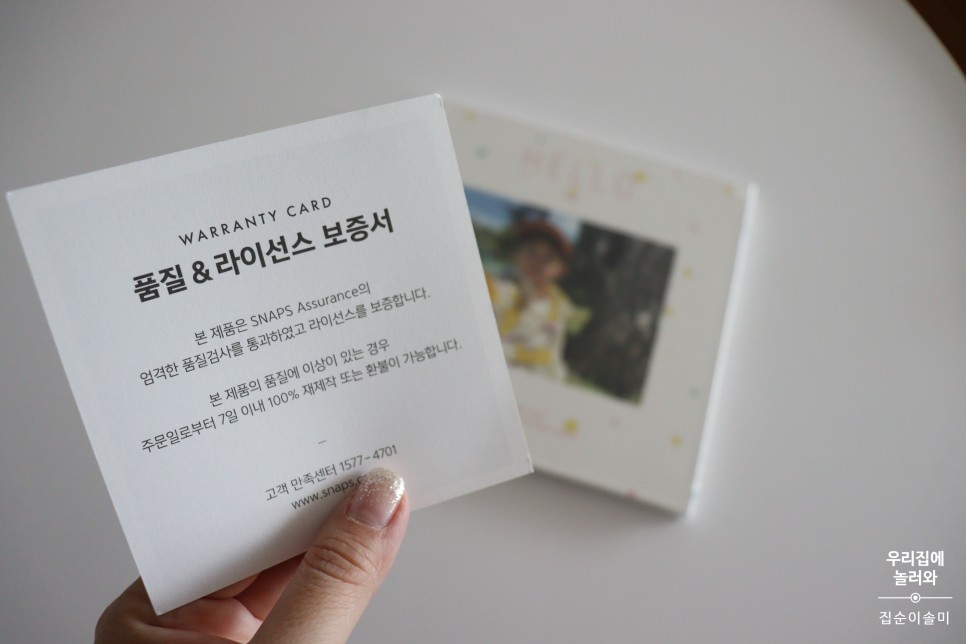 WARRANTY CARD
품질 & 라이선스 보증서
본 제품은 SNAPS Assurance의
엄격한 품질검사를 통과하였고 라이선스를 보증합니다.
본 제품의 품질에 이상이 있는 경우
주문일로부터 7일 이내 100% 재제작 또는 환불이 가능합니다.
고객 만족센터 1577-4701
www.snaps.c
HELLO
우리집에
놀러와
집순이솔미